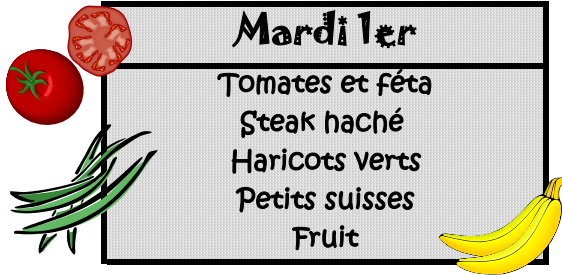 Mardi 1er
Tomates et féta
Steak haché
Haricots verts
Petits suisses
Fruit